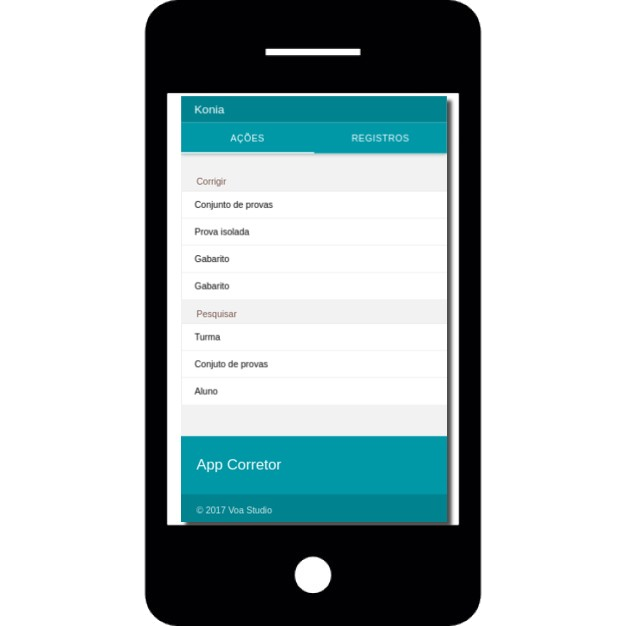 Konia
AÇÕES REGISTROS
Corrigir
Conjunto de provas
Prova isolada
Gabarito
Gabarito
Pesquisar
Turma
Conjuto de provas
Aluno
App Corretor
© 2017 Voa Studio